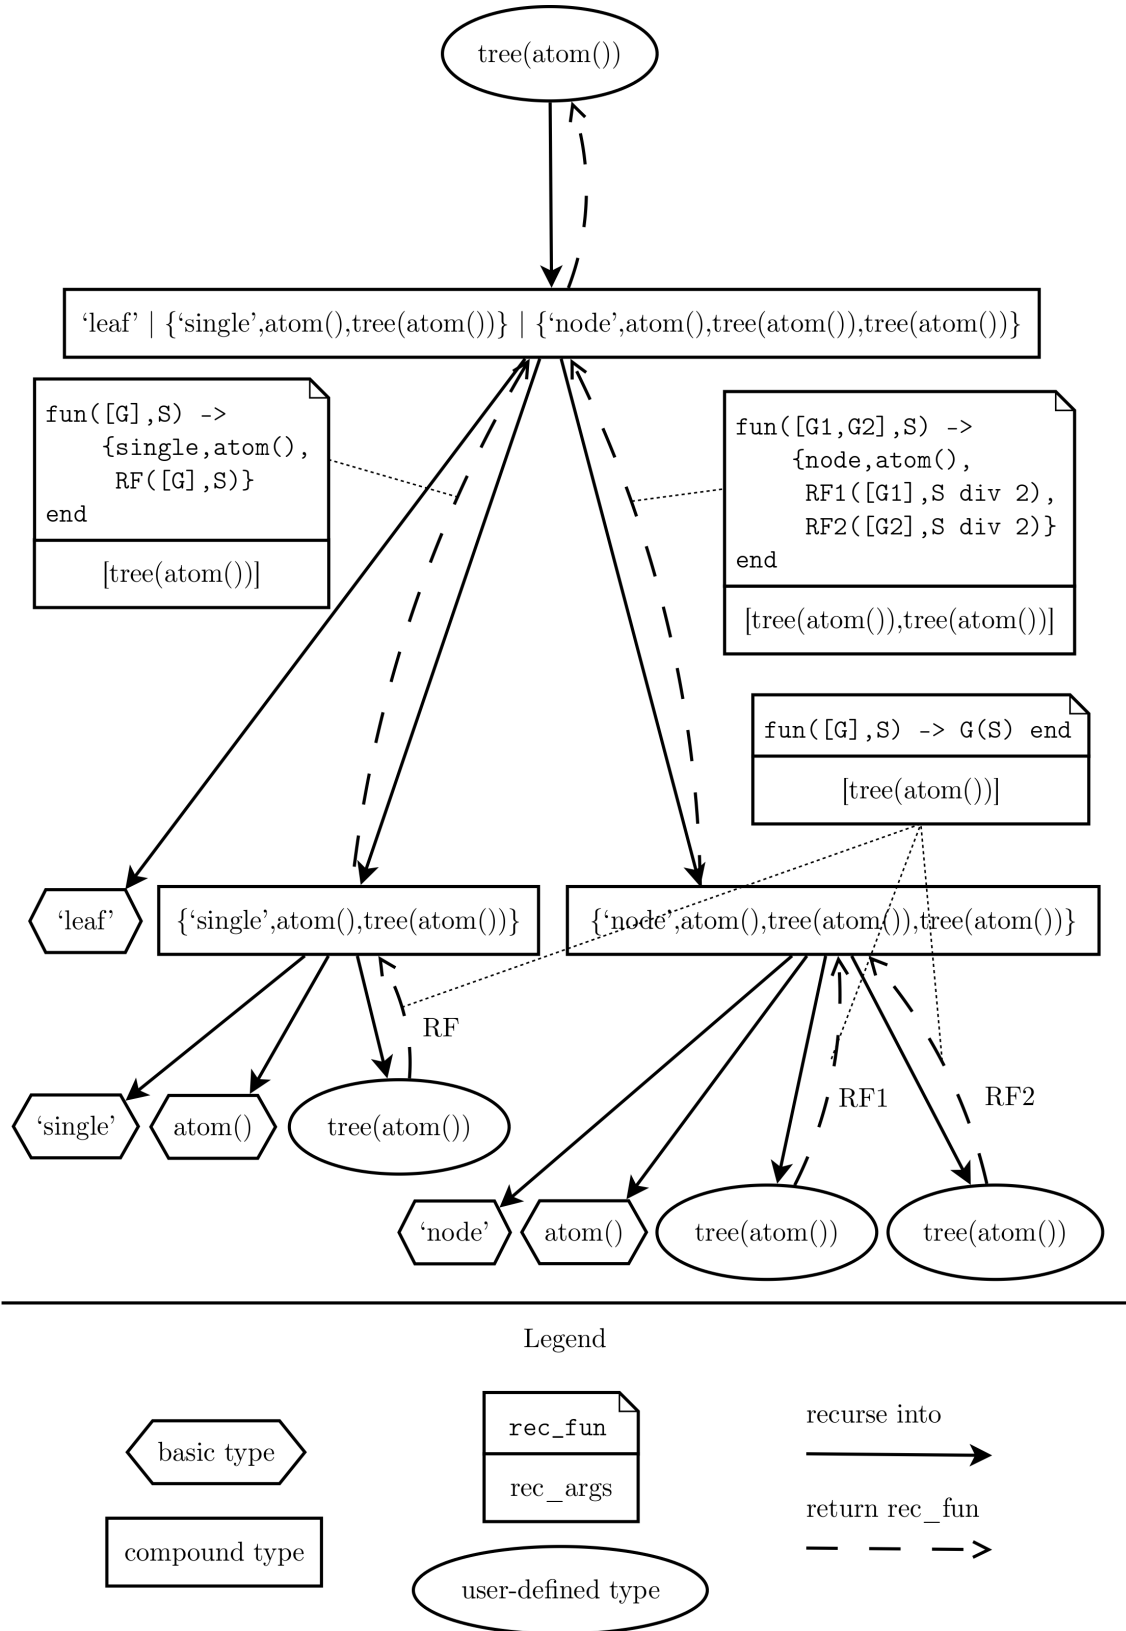 tree(atom())
‘leaf’ | {‘single’,atom(),tree(atom())} | {‘node’,atom(),tree(atom()),tree(atom())}
fun([G],S) ->
{single,atom(),
RF([G],S)}
end
[tree(atom())]
fun([G1,G2],S) ->
{node,atom(),
RF1([G1],S div 2),
RF2([G2],S div 2)}
end
[tree(atom()),tree(atom())]
fun([G],S) -> G(S) end
[tree(atom())]
‘leaf’
{‘single’,atom(),tree(atom())}
{‘node’,atom(),tree(atom()),tree(atom())}
RF
‘single’
atom()
tree(atom())
RF1
RF2
‘node’
atom()
tree(atom())
tree(atom())
Legend
basic type
compound type
rec_fun
rec_args
user-defined type
recurse into
return rec_fun